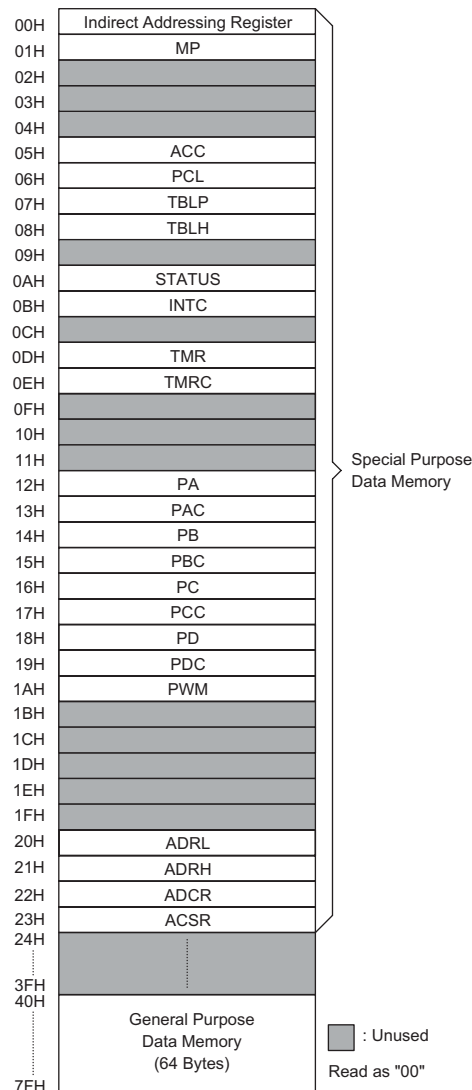 00H Indirect Addressing Register
01H MP
02H
03H
04H
05H ACC
06H PCL
07H TBLP
08H TBLH
09H
0AH STATUS
0BH INTC
0CH
0DH TMR
0EH TMRC
0FH
10H
11H
Special Purpose
Data Memory
12H PA
13H PAC
14H PB
15H PBC
16H PC
17H PCC
18H PD
19H PDC
1AH PWM
1BH
1CH
1DH
1EH
1FH
20H ADRL
21H ADRH
22H ADCR
23H ACSR
24H
3FH
40H
General Purpose
Data Memory
(64 Bytes)
7FH
: Unused
Read as "00"